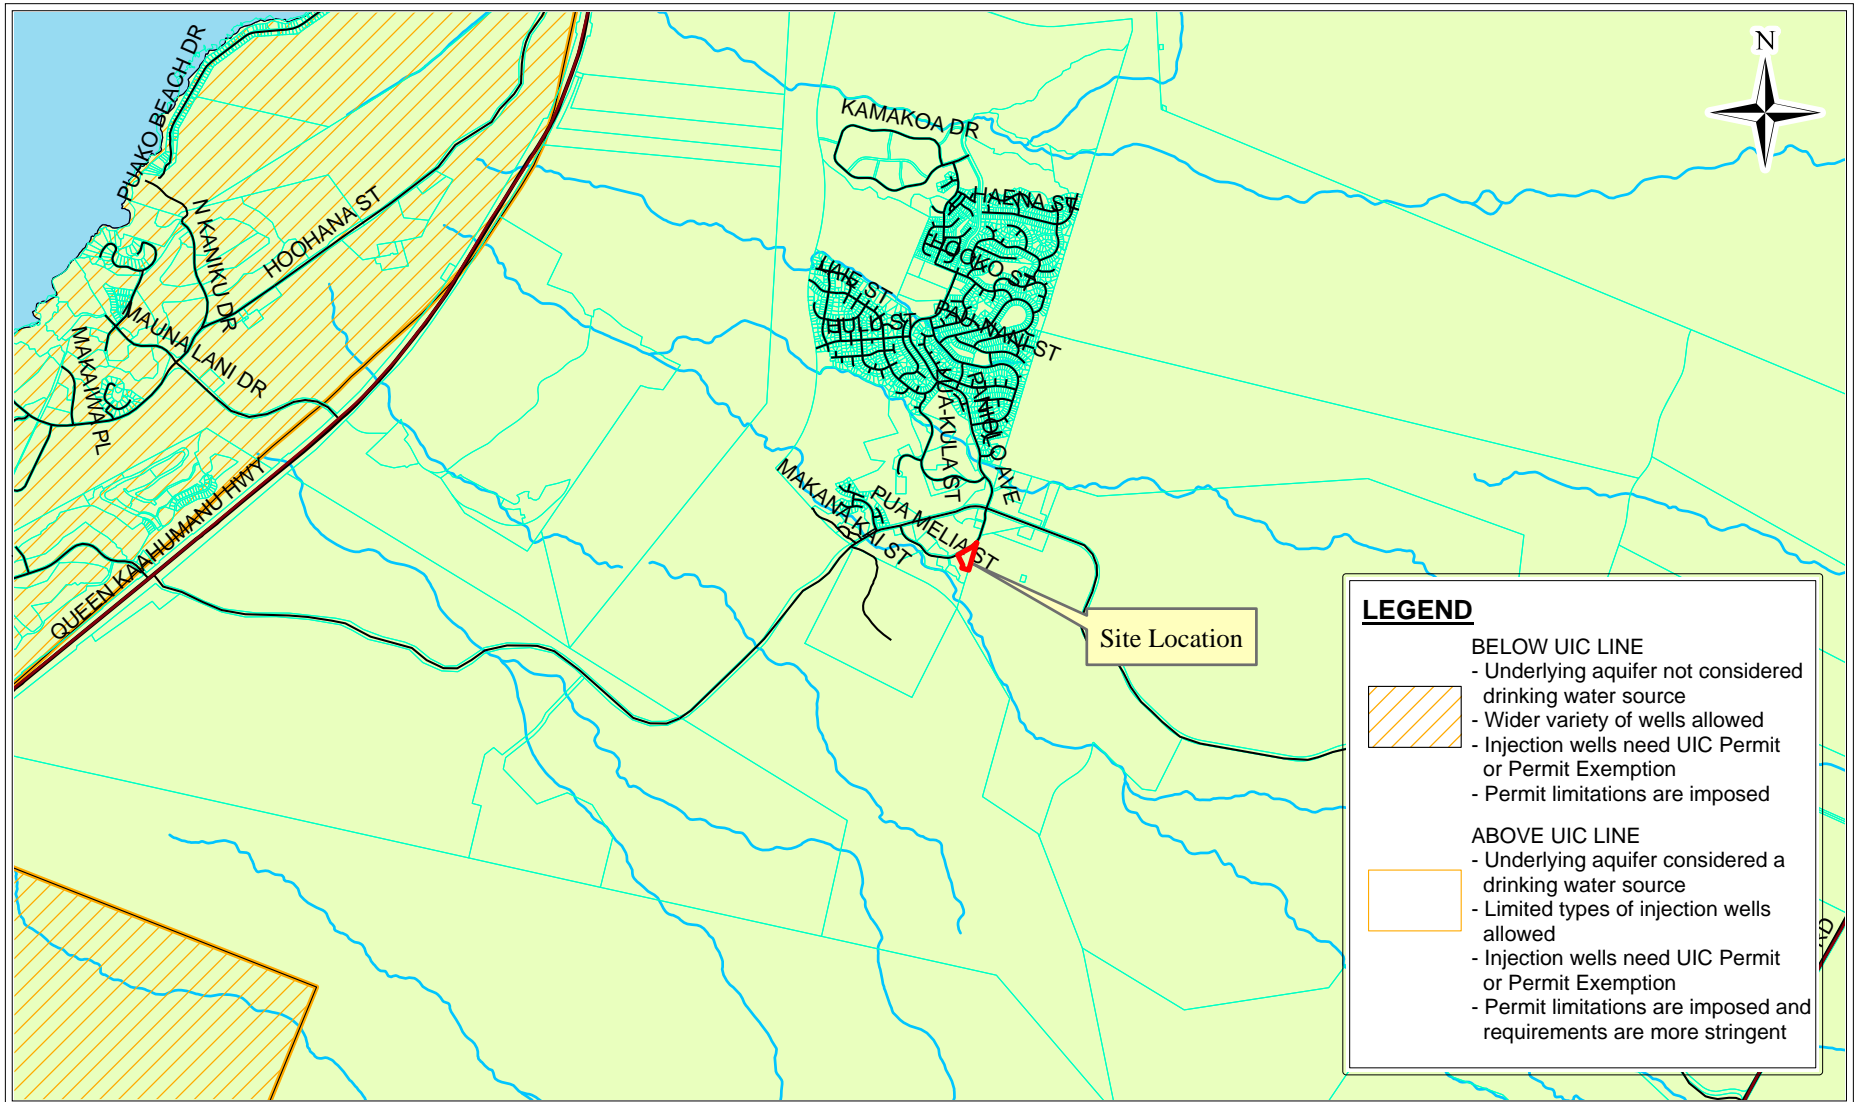 N
PUAKO BEACH DR
KAMAKOA DR
HAENA ST
N KANIKU DR
HOOHANA ST
HOOKO ST
LAIE ST
MAUNA LANI DR
HULU ST
PAU-NANI ST
MAKAIWA PL
KUA-KULA ST
PANIOLO AVE
QUEEN KAAHUMANU HWY
MAKANA KAI ST
PUA MELIA ST
Site Location
LEGEND
BELOW UIC LINE
- Underlying aquifer not considered
drinking water source
- Wider variety of wells allowed
- Injection wells need UIC Permit
or Permit Exemption
- Permit limitations are imposed
ABOVE UIC LINE
- Underlying aquifer considered a
drinking water source
- Limited types of injection wells
allowed
- Injection wells need UIC Permit
or Permit Exemption
- Permit limitations are imposed and
requirements are more stringent
RD